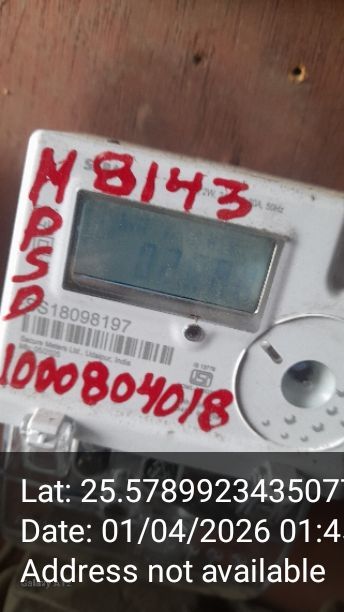 M 8143
P
S
D
S18098197
Secure Meters Ltd., Udaipur, India
1000804018
Lat: 25.578992343507
Date: 01/04/2026 01:4
Address not available